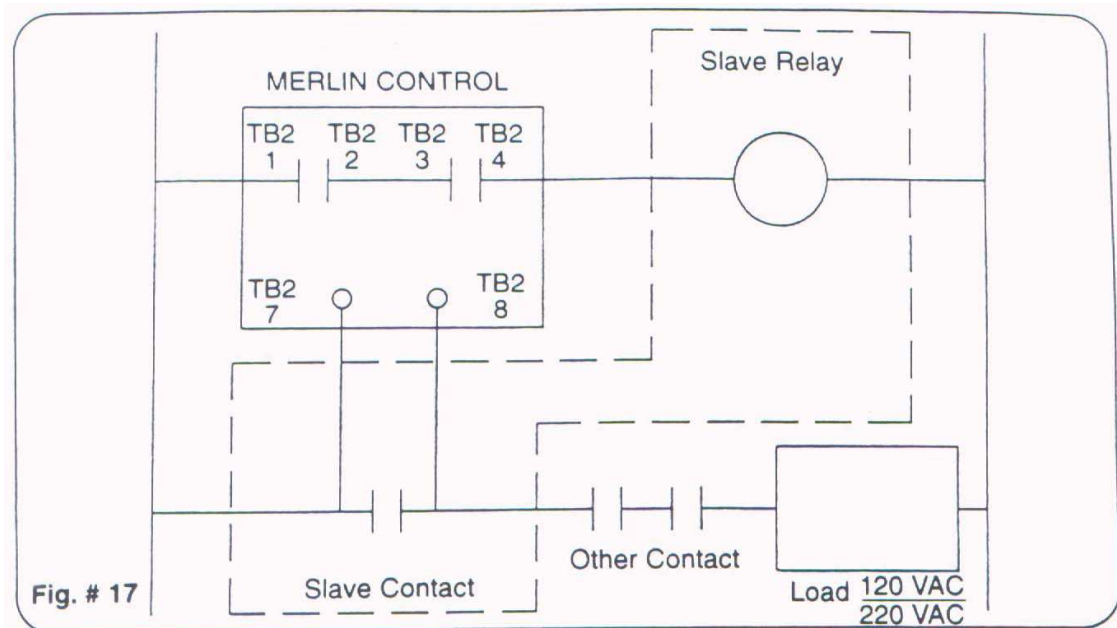 Slave Relay
MERLIN CONTROL
TB2 TB2 TB2 TB2
1 2 3 4
TB2 TB2
7 8
Other Contact
Slave Contact
Load 120 VAC
220 VAC
Fig. # 17